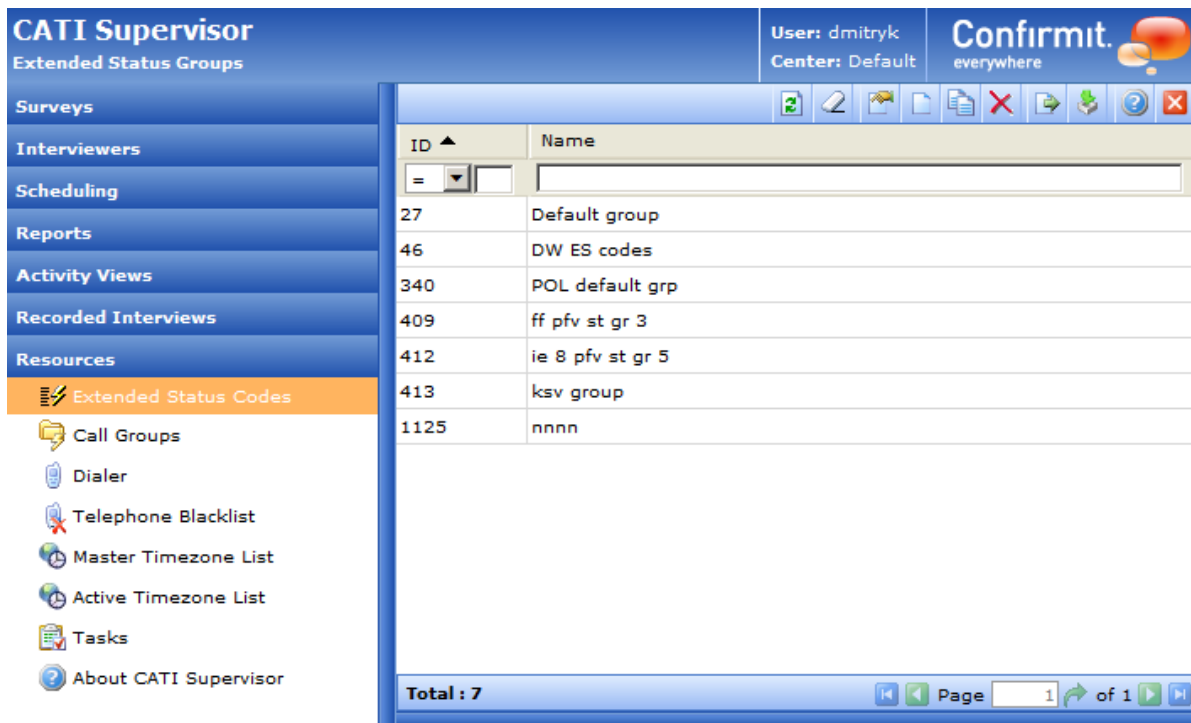 CATI Supervisor
Extended Status Groups
User: dmitryk
Center: Default
Confirmit.
everywhere
Surveys
Interviewers
Scheduling
Reports
Activity Views
Recorded Interviews
Resources
Extended Status Codes
Call Groups
Dialer
Telephone Blacklist
Master Timezone List
Active Timezone List
Tasks
About CATI Supervisor
ID Name
=
27 Default group
46 DW ES codes
340 POL default grp
409 ff pfv st gr 3
412 ie 8 pfv st gr 5
413 ksv group
1125 nnnn
Total : 7 Page 1 of 1